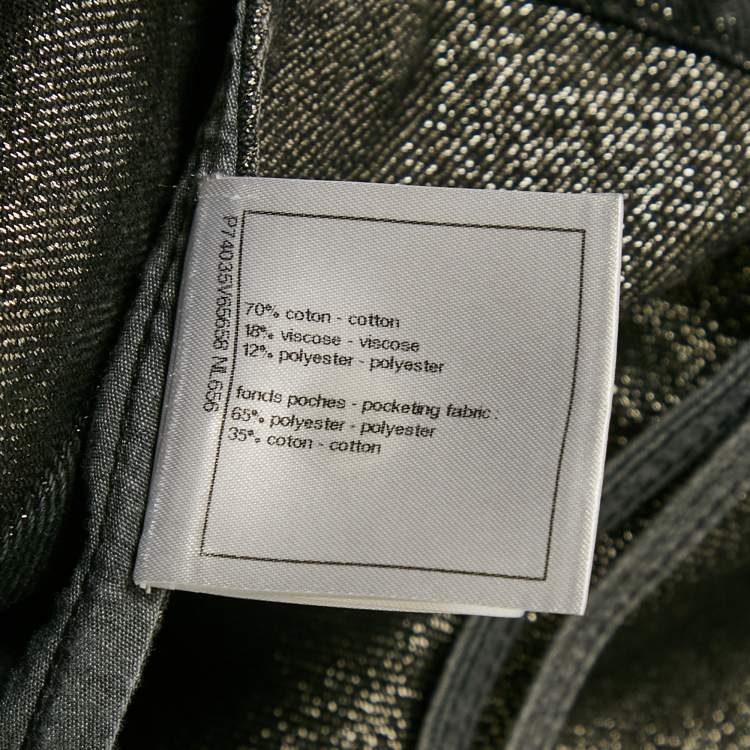 P74035V65658 NL656
70% coton - cotton
18% viscose - viscose
12% polyester - polyester
fonds poches - pocketing fabric :
65% polyester - polyester
35% coton - cotton